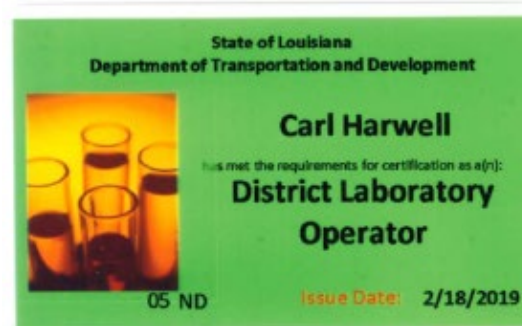 State of Louisiana
Department of Transportation and Development
Carl Harwell
has met the requirements for certification as a(n):
District Laboratory
Operator
05 ND
Issue Date: 2/18/2019